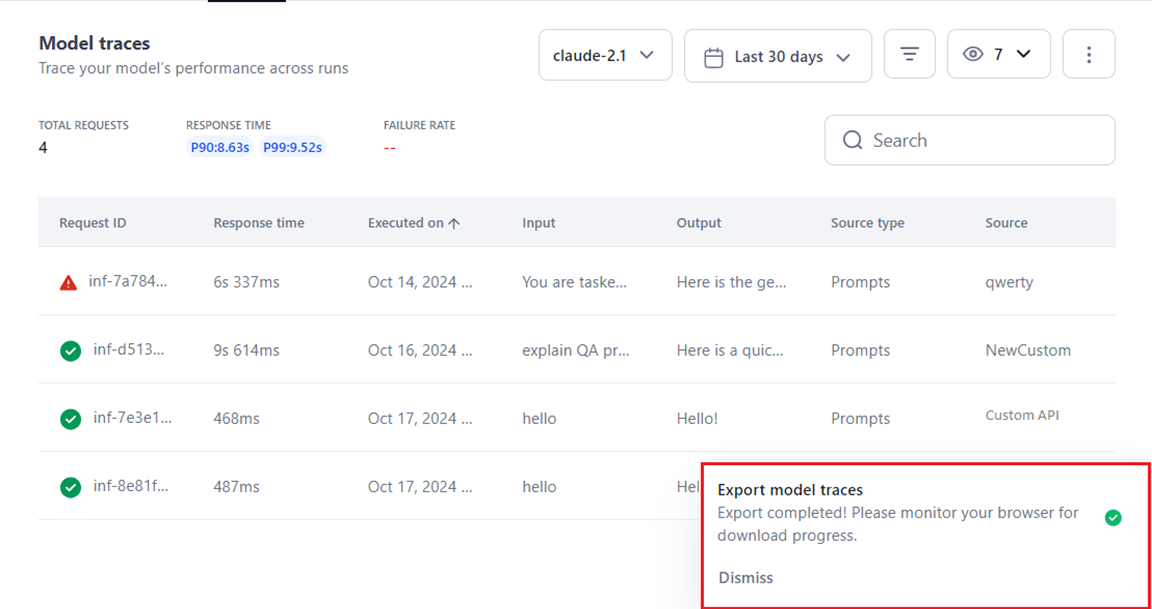 Model traces
Trace your model's performance across runs
claude-2.1
Last 30 days
7
TOTAL REQUESTS
RESPONSE TIME
FAILURE RATE
4
P90:8.63s P99:9.52s
--
Search
Request ID Response time Executed on Input Output Source type Source
inf-7a784... 6s 337ms Oct 14, 2024 ... You are taske... Here is the ge... Prompts qwerty
inf-d513... 9s 614ms Oct 16, 2024 ... explain QA pr... Here is a quic... Prompts NewCustom
inf-7e3e1... 468ms Oct 17, 2024 ... hello Hello! Prompts Custom API
inf-8e81f... 487ms Oct 17, 2024 ... hello Hel
Export model traces
Export completed! Please monitor your browser for
download progress.
Dismiss